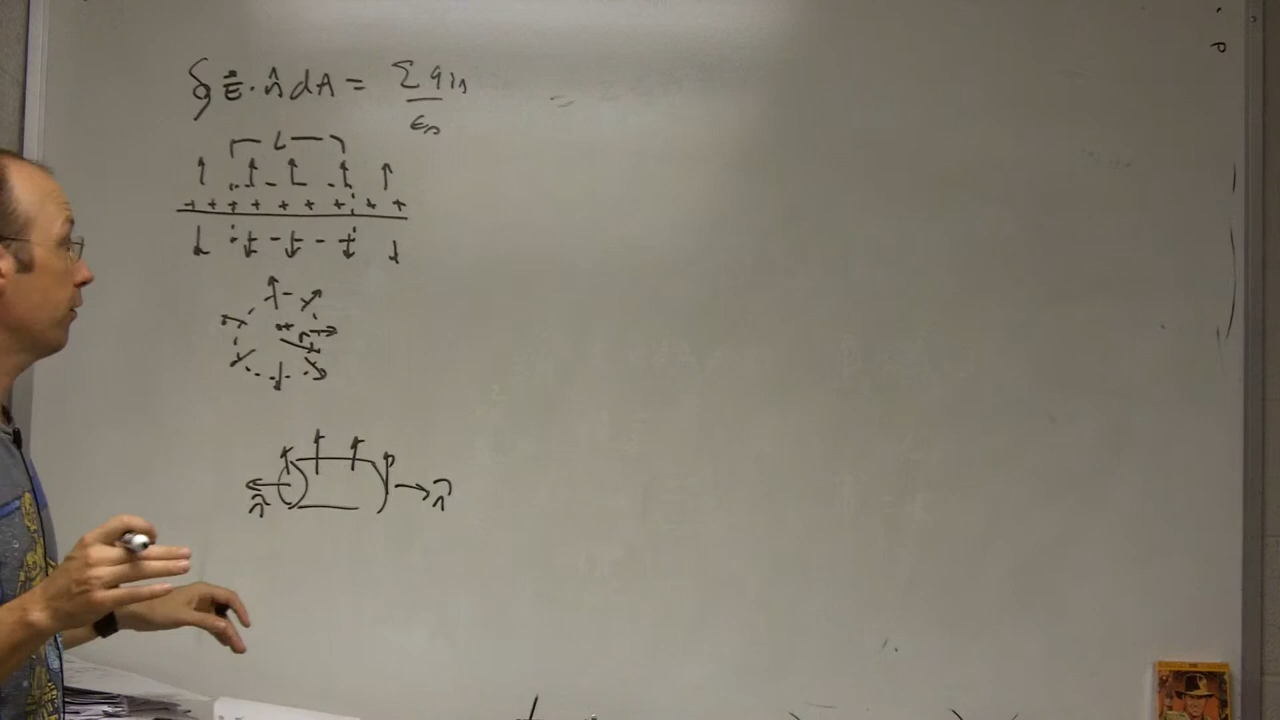 ∮ E⃗ · n̂ dA = Σ qin / ε0
L
+ + + + + + + + +
+
r
n̂ n̂